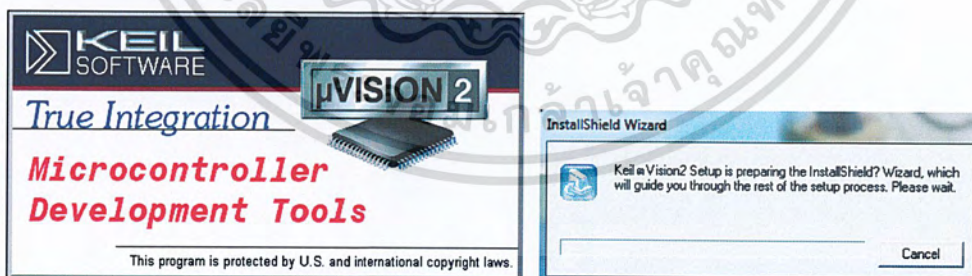 KEIL
SOFTWARE
µVISION 2
True Integration
Microcontroller
Development Tools
This program is protected by U.S. and international copyright laws.
InstallShield Wizard
Keil µVision2 Setup is preparing the InstallShield? Wizard, which
will guide you through the rest of the setup process. Please wait.
Cancel